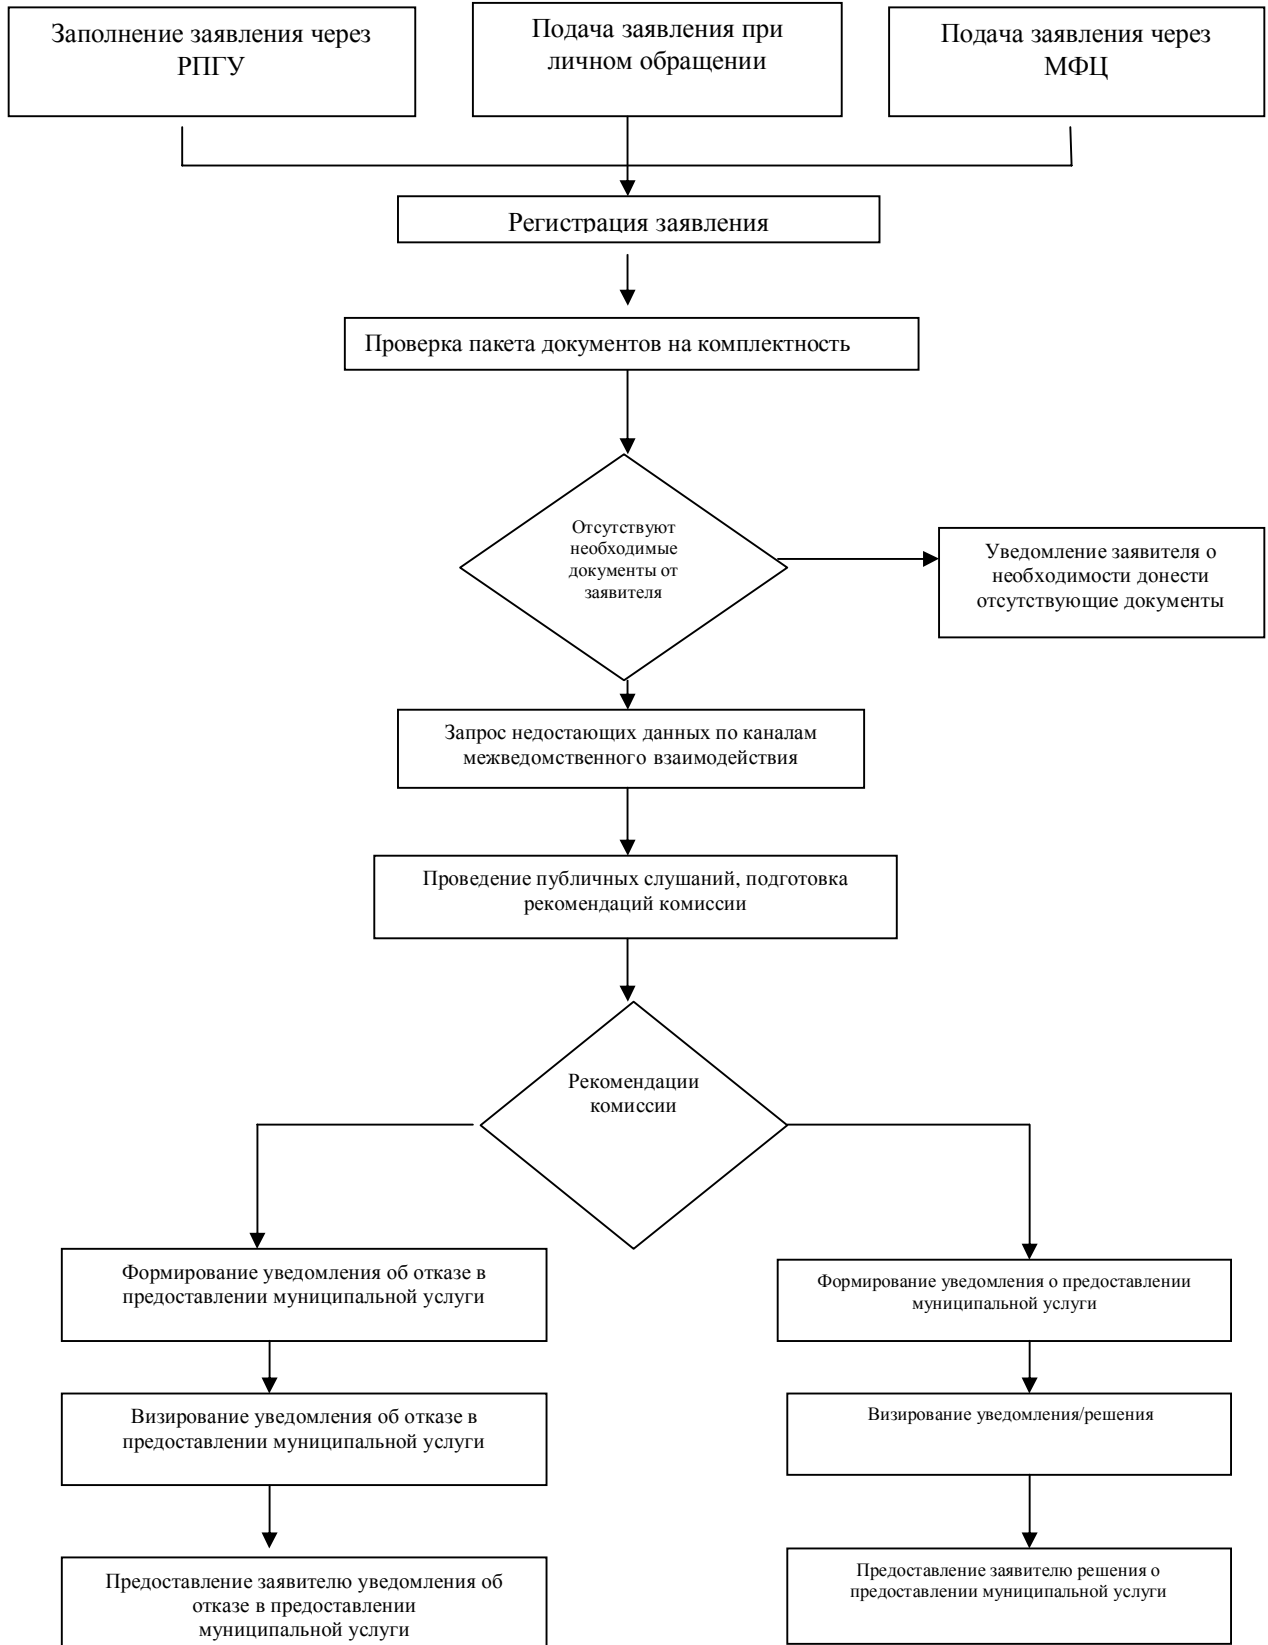 Заполнение заявления через
РПГУ
Подача заявления при
личном обращении
Подача заявления через
МФЦ
Регистрация заявления
Проверка пакета документов на комплектность
Отсутствуют
необходимые
документы от
заявителя
Уведомление заявителя о
необходимости донести
отсутствующие документы
Запрос недостающих данных по каналам
межведомственного взаимодействия
Проведение публичных слушаний, подготовка
рекомендаций комиссии
Рекомендации
комиссии
Формирование уведомления об отказе в
предоставлении муниципальной услуги
Формирование уведомления о предоставлении
муниципальной услуги
Визирование уведомления об отказе в
предоставлении муниципальной услуги
Визирование уведомления/решения
Предоставление заявителю уведомления об
отказе в предоставлении
муниципальной услуги
Предоставление заявителю решения о
предоставлении муниципальной услуги